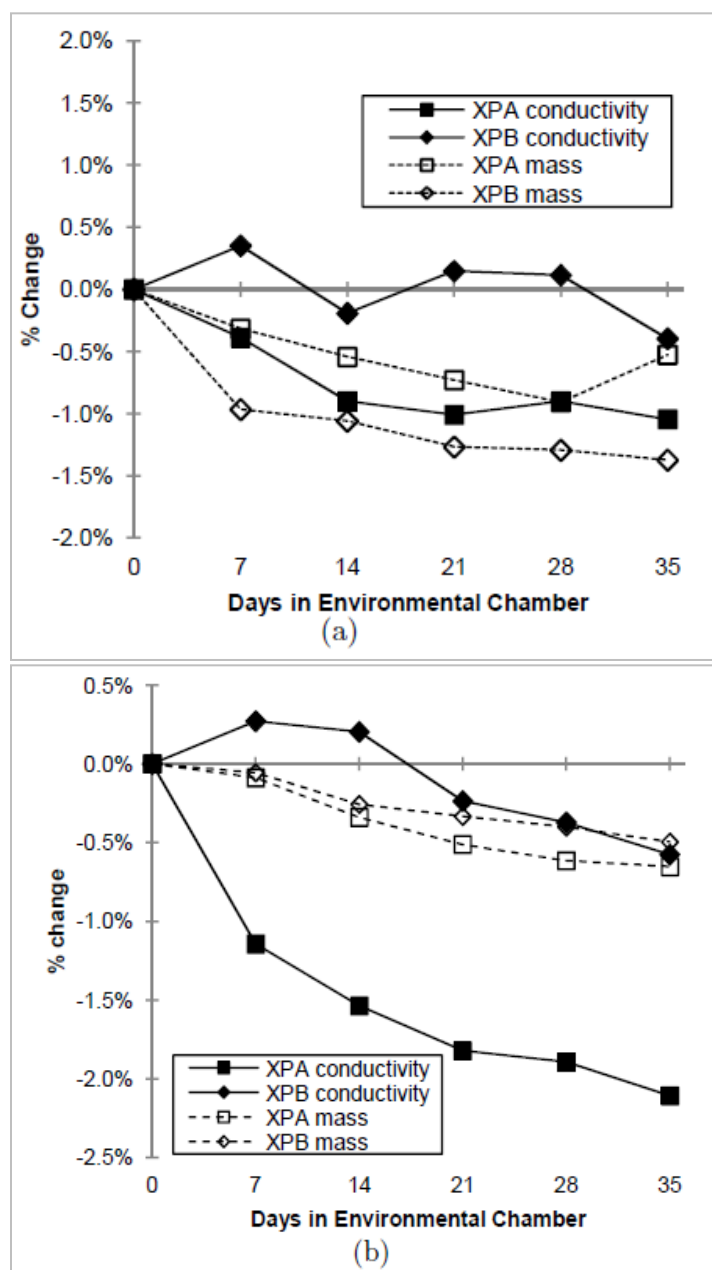 2.0%
1.5%
1.0%
0.5%
0.0%
-0.5%
-1.0%
-1.5%
-2.0%
% Change
XPA conductivity
XPB conductivity
XPA mass
XPB mass
0 7 14 21 28 35
Days in Environmental Chamber
(a)
0.5%
0.0%
-0.5%
-1.0%
-1.5%
-2.0%
-2.5%
% change
XPA conductivity
XPB conductivity
XPA mass
XPB mass
0 7 14 21 28 35
Days in Environmental Chamber
(b)